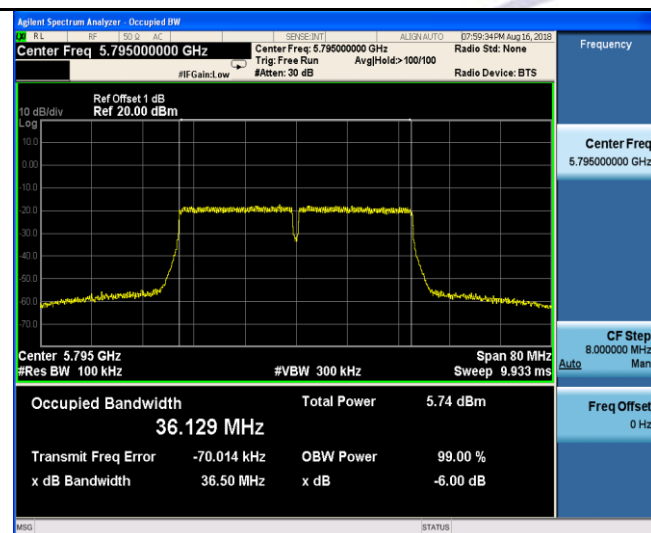 Agilent Spectrum Analyzer - Occupied BW
LXI RL RF 50 Ω AC SENSE:INT ALIGN AUTO 07:59:34 PM Aug 16, 2018
Center Freq 5.795000000 GHz
Center Freq: 5.795000000 GHz
Radio Std: None
Trig: Free Run Avg|Hold:> 100/100
#IFGain:Low
#Atten: 30 dB
Radio Device: BTS
Ref Offset 1 dB
10 dB/div Ref 20.00 dBm
Log
10.0
0.00
-10.0
-20.0
-30.0
-40.0
-50.0
-60.0
-70.0
Center 5.795 GHz Span 80 MHz
#Res BW 100 kHz #VBW 300 kHz Sweep 9.933 ms
Occupied Bandwidth Total Power 5.74 dBm
36.129 MHz
Transmit Freq Error -70.014 kHz OBW Power 99.00 %
x dB Bandwidth 36.50 MHz x dB -6.00 dB
MSG STATUS
Frequency
Center Freq
5.795000000 GHz
CF Step
8.000000 MHz
Auto Man
Freq Offset
0 Hz